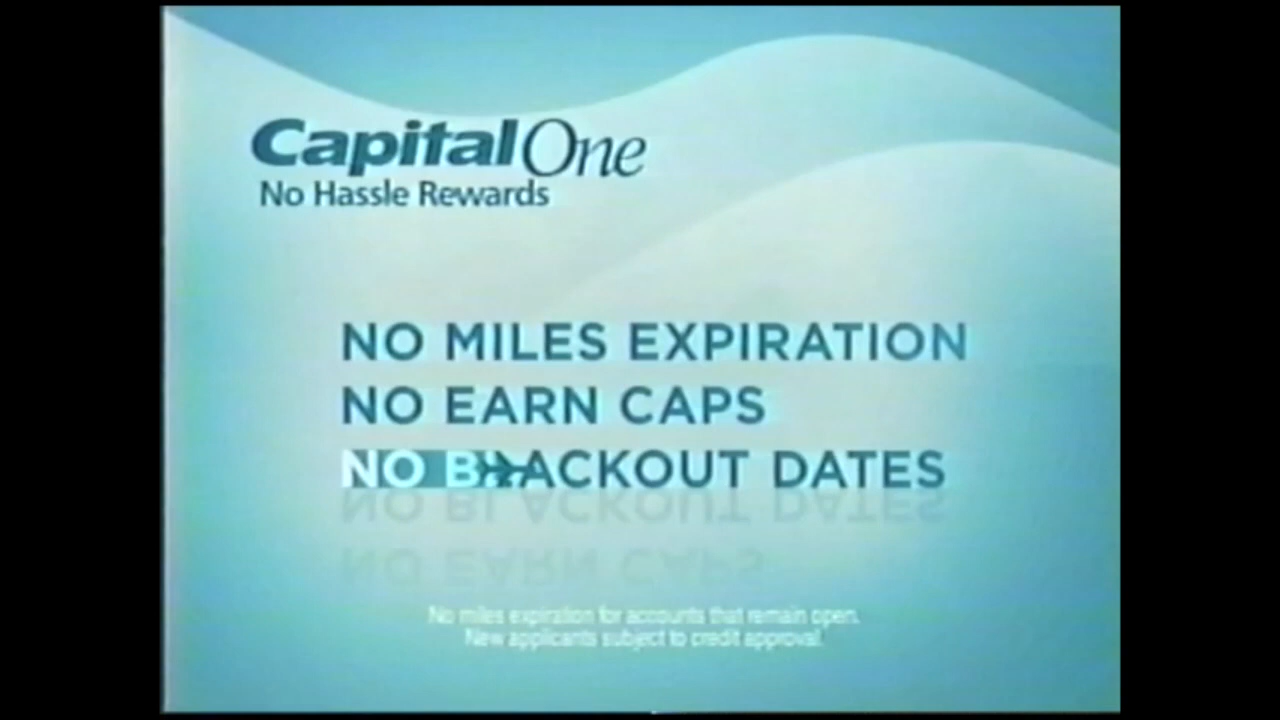 Capital One
No Hassle Rewards
NO MILES EXPIRATION
NO EARN CAPS
NO BLACKOUT DATES
No miles expiration for accounts that remain open.
New applicants subject to credit approval.